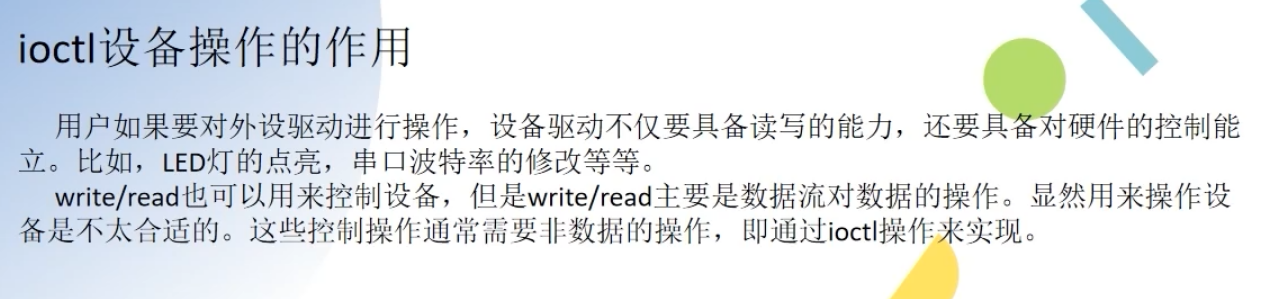 ioctl设备操作的作用
用户如果要对外设驱动进行操作，设备驱动不仅要具备读写的能力，还要具备对硬件的控制能
立。比如，LED灯的点亮，串口波特率的修改等等。
write/read也可以用来控制设备，但是write/read主要是数据流对数据的操作。显然用来操作设
备是不太合适的。这些控制操作通常需要非数据的操作，即通过ioctl操作来实现。